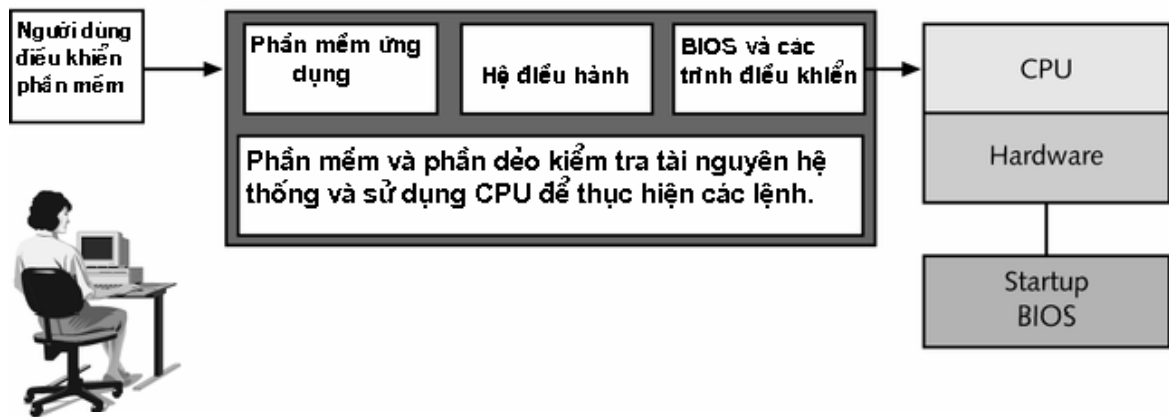 Người dùng
điều khiển
phần mềm
Phần mềm ứng
dụng
Hệ điều hành
BIOS và các
trình điều khiển
Phần mềm và phần dẻo kiểm tra tài nguyên hệ
thống và sử dụng CPU để thực hiện các lệnh.
CPU
Hardware
Startup
BIOS